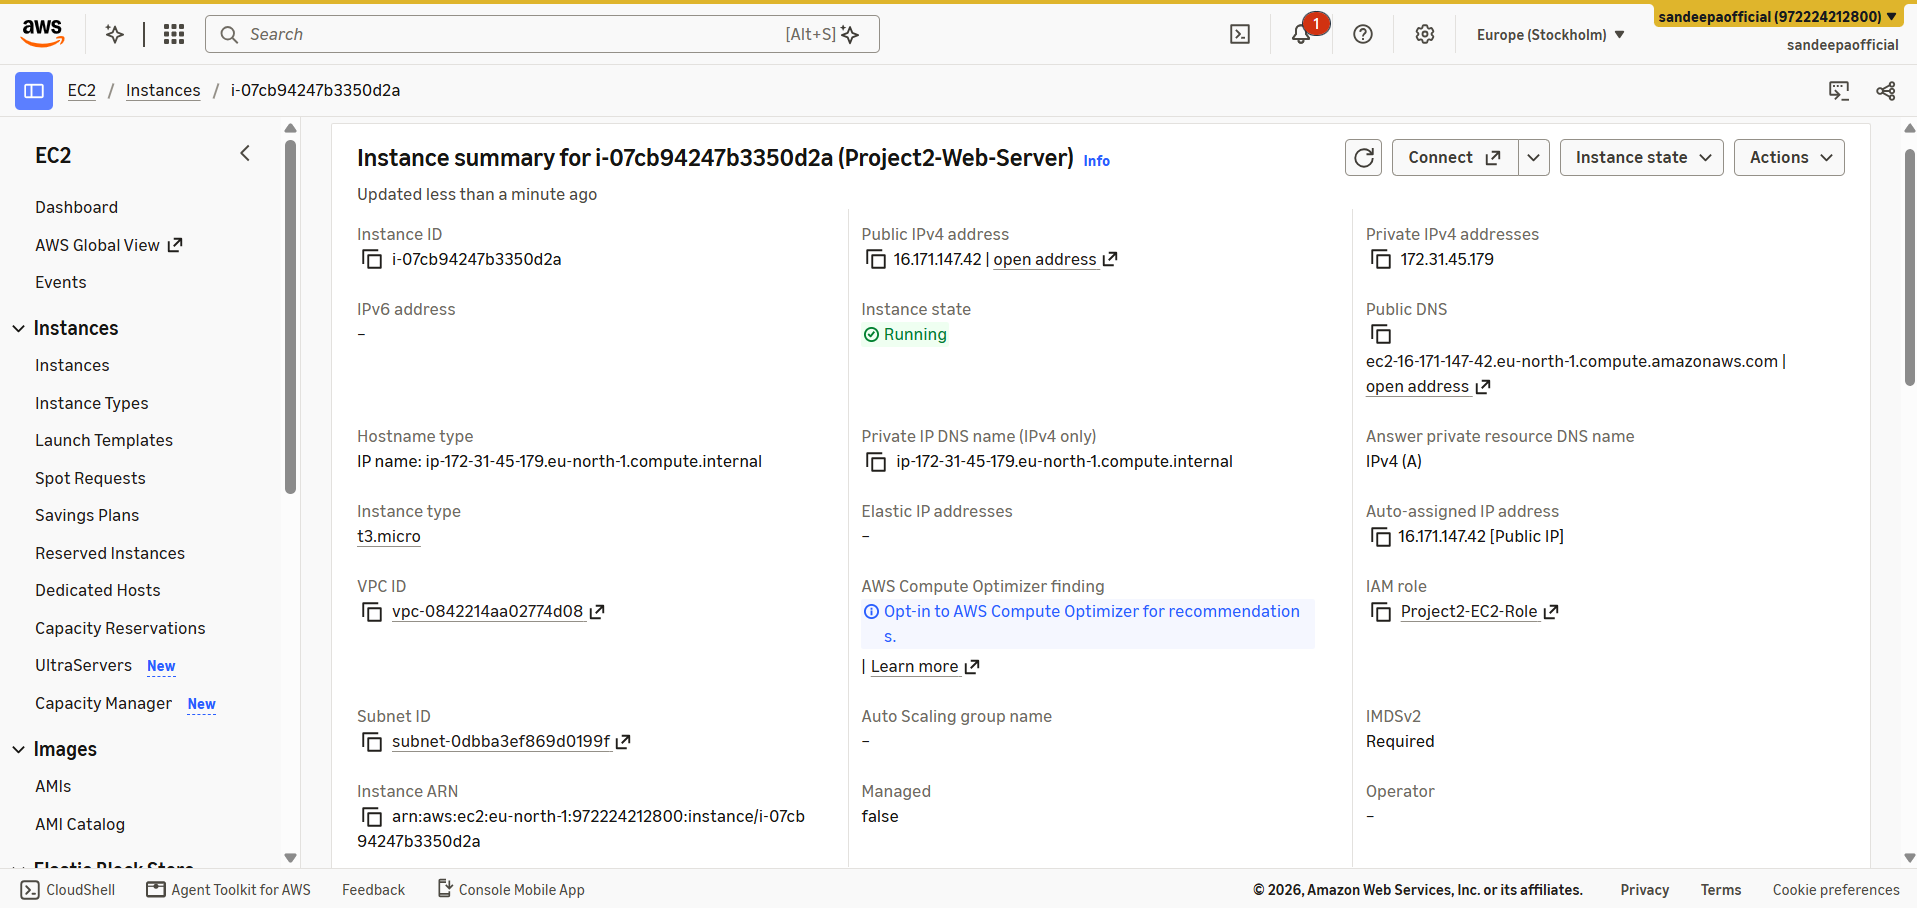 aws
Search
[Alt+S]
1
Europe (Stockholm)
sandeepaofficial (972224212800)
sandeepaofficial
EC2 / Instances / i-07cb94247b3350d2a
EC2
Dashboard
AWS Global View
Events
Instances
Instances
Instance Types
Launch Templates
Spot Requests
Savings Plans
Reserved Instances
Dedicated Hosts
Capacity Reservations
UltraServers New
Capacity Manager New
Images
AMIs
AMI Catalog
Elastic Block Store
Instance summary for i-07cb94247b3350d2a (Project2-Web-Server) Info
Updated less than a minute ago
Connect
Instance state
Actions
Instance ID
i-07cb94247b3350d2a
Public IPv4 address
16.171.147.42 | open address
Private IPv4 addresses
172.31.45.179
IPv6 address
–
Instance state
Running
Public DNS
ec2-16-171-147-42.eu-north-1.compute.amazonaws.com |
open address
Hostname type
IP name: ip-172-31-45-179.eu-north-1.compute.internal
Private IP DNS name (IPv4 only)
ip-172-31-45-179.eu-north-1.compute.internal
Answer private resource DNS name
IPv4 (A)
Instance type
t3.micro
Elastic IP addresses
–
Auto-assigned IP address
16.171.147.42 [Public IP]
VPC ID
vpc-0842214aa02774d08
AWS Compute Optimizer finding
Opt-in to AWS Compute Optimizer for recommendation
s.
| Learn more
IAM role
Project2-EC2-Role
Subnet ID
subnet-0dbba3ef869d0199f
Auto Scaling group name
–
IMDSv2
Required
Instance ARN
arn:aws:ec2:eu-north-1:972224212800:instance/i-07cb
94247b3350d2a
Managed
false
Operator
–
CloudShell
Agent Toolkit for AWS
Feedback
Console Mobile App
© 2026, Amazon Web Services, Inc. or its affiliates.
Privacy
Terms
Cookie preferences